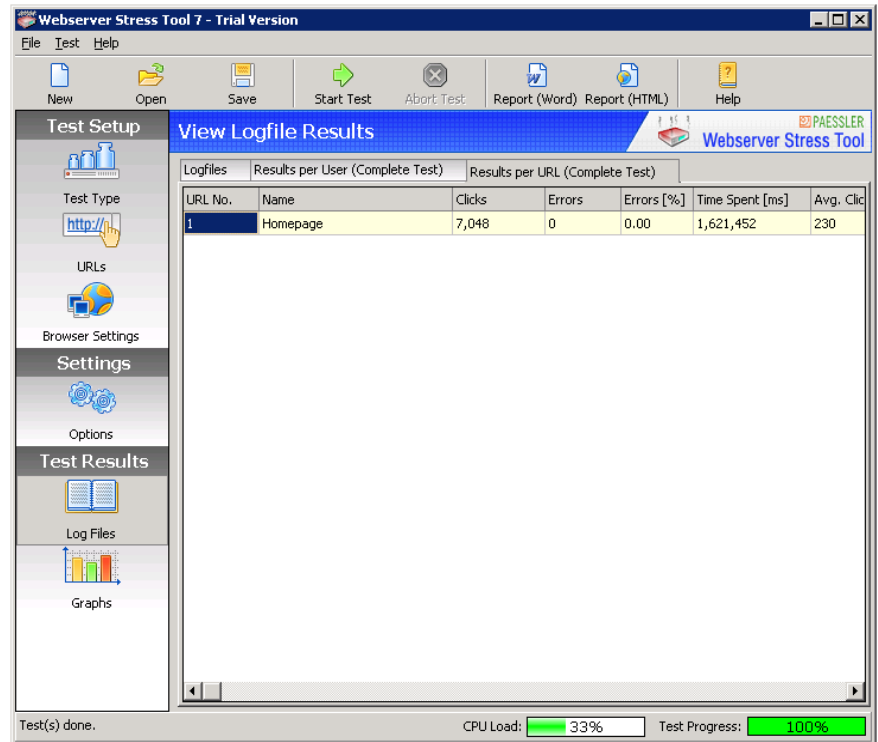 Webserver Stress Tool 7 - Trial Version
File Test Help
New Open Save Start Test Abort Test Report (Word) Report (HTML) Help
Test Setup
View Logfile Results
PAESSLER
Webserver Stress Tool
Logfiles Results per User (Complete Test) Results per URL (Complete Test)
URL No. Name Clicks Errors Errors [%] Time Spent [ms] Avg. Clic
1 Homepage 7,048 0 0.00 1,621,452 230
Test Type
http://
URLs
Browser Settings
Settings
Options
Test Results
Log Files
Graphs
Test(s) done. CPU Load: 33% Test Progress: 100%